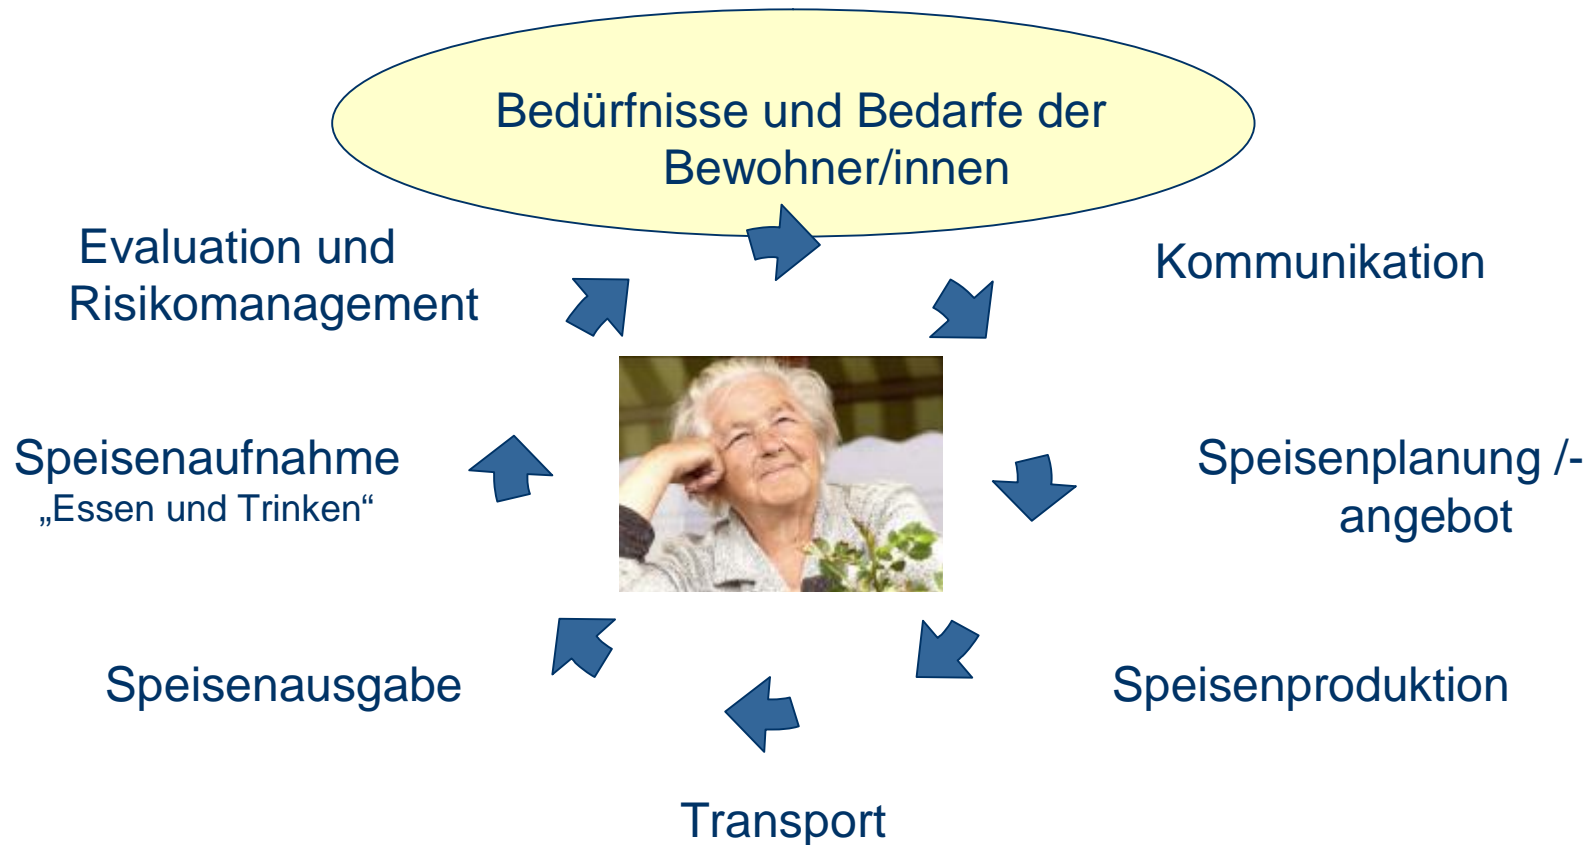 Bedürfnisse und Bedarfe der
Bewohner/innen
Kommunikation
Speisenplanung /-
angebot
Speisenproduktion
Transport
Speisenausgabe
Speisenaufnahme
„Essen und Trinken“
Evaluation und
Risikomanagement